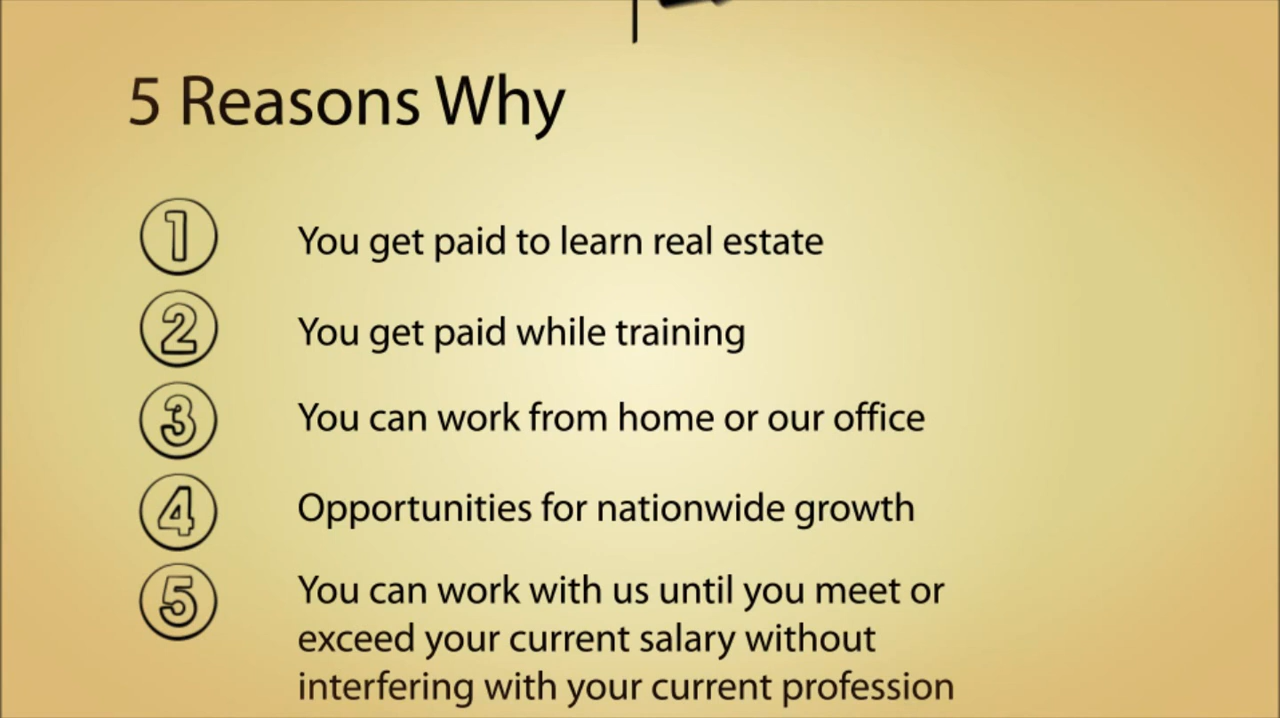 5 Reasons Why
1 You get paid to learn real estate
2 You get paid while training
3 You can work from home or our office
4 Opportunities for nationwide growth
5 You can work with us until you meet or
exceed your current salary without
interfering with your current profession